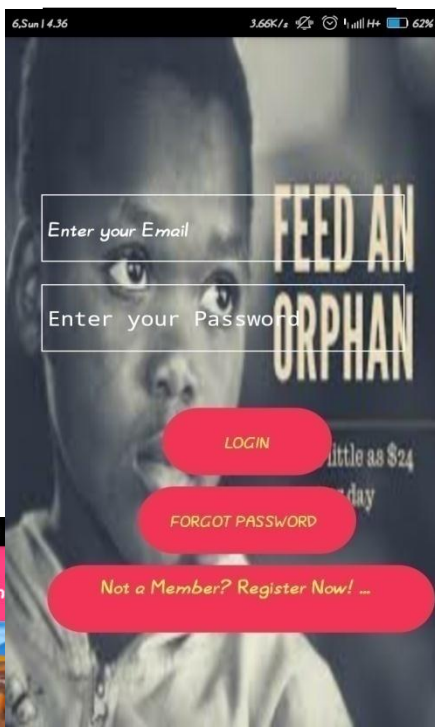 6,Sun | 4.36 3.66K/s H+ 62%
FEED AN
Enter your Email
Enter your Password
ORPHAN
LOGIN
little as $24
day
FORGOT PASSWORD
Not a Member? Register Now! ...